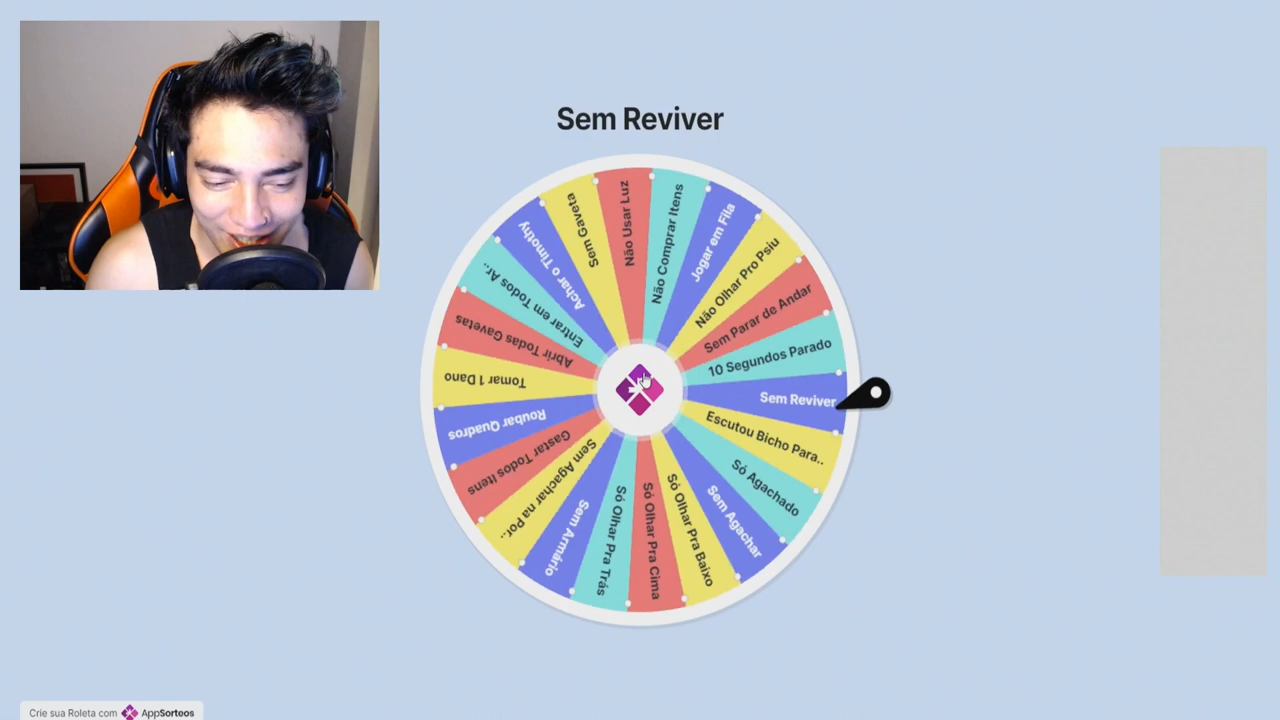 Sem Reviver
Não Usar Luz
Não Comprar Itens
Jogar em Fila
Não Olhar Pro Psiu
Sem Parar de Andar
10 Segundos Parado
Sem Reviver
Escutou Bicho Para..
Só Agachado
Sem Agachar
Só Olhar Pra Baixo
Só Olhar Pra Cima
Só Olhar Pra Trás
Sem Armário
Sem Agachar na Por..
Gastar Todos Itens
Roubar Quadros
Tomar 1 Dano
Abrir Todas Gavetas
Entrar em Todos Ar..
Achar o Timothy
Sem Gaveta
Crie sua Roleta com AppSorteos